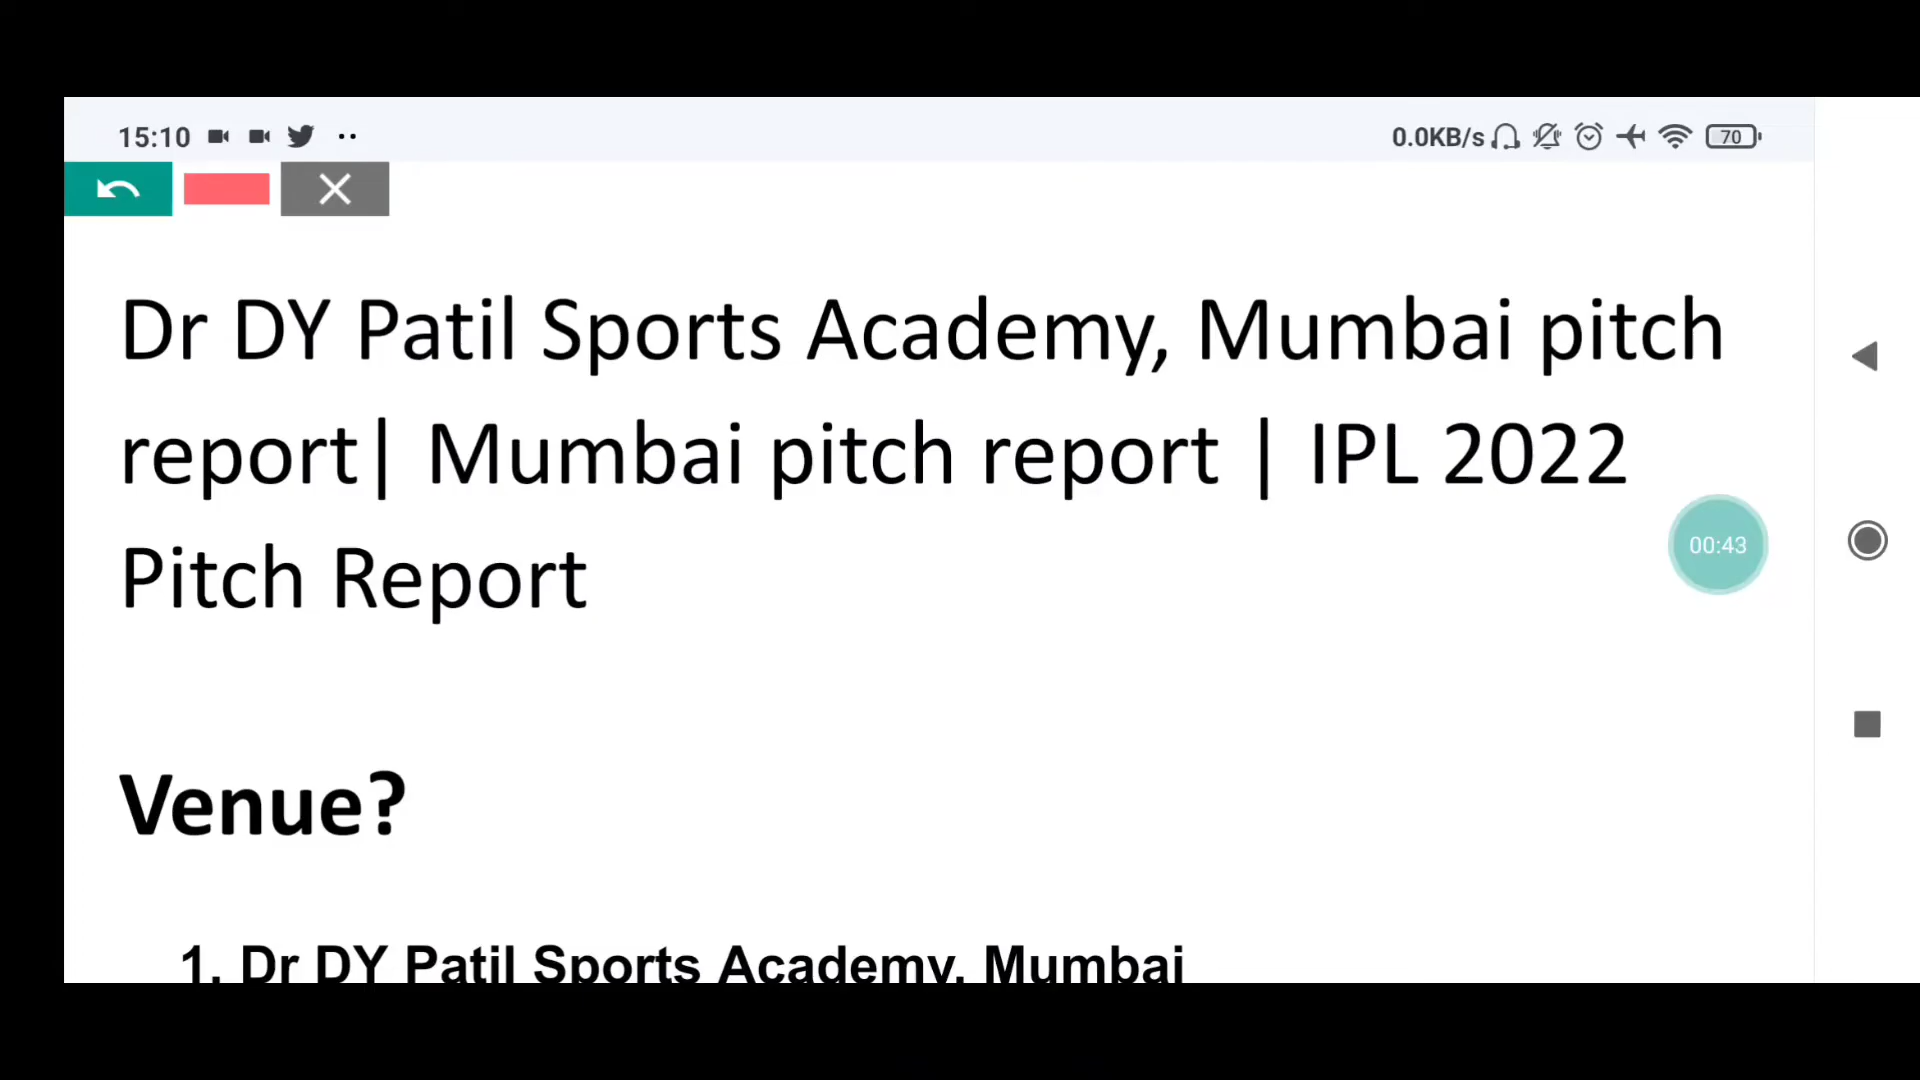 15:10
0.0KB/s
70
Dr DY Patil Sports Academy, Mumbai pitch
report| Mumbai pitch report | IPL 2022
Pitch Report
00:43
Venue?
1. Dr DY Patil Sports Academy, Mumbai